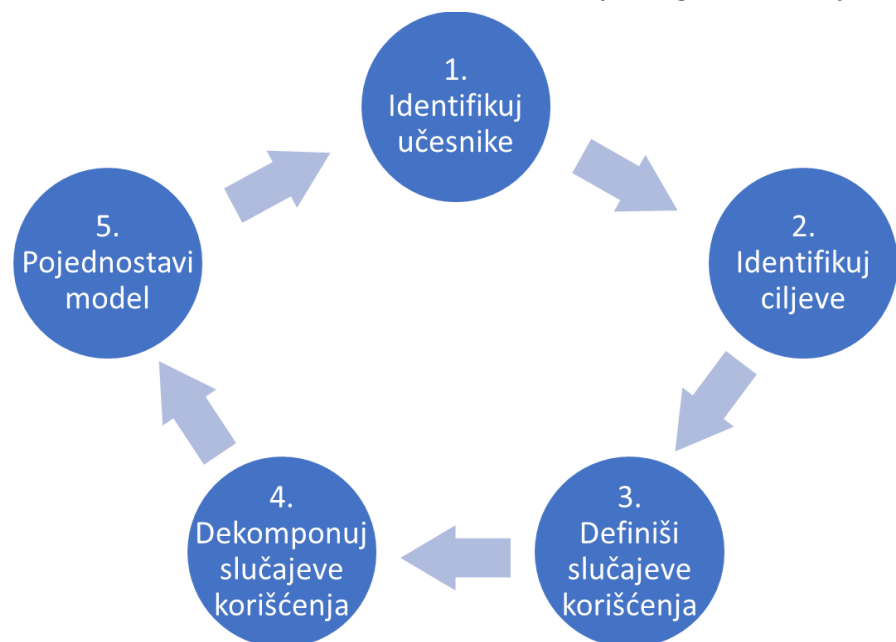 1.
Identifikuj
učesnike
2.
Identifikuj
ciljeve
3.
Definiši
slučajeve
korišćenja
4.
Dekomponuj
slučajeve
korišćenja
5.
Pojednostavi
model